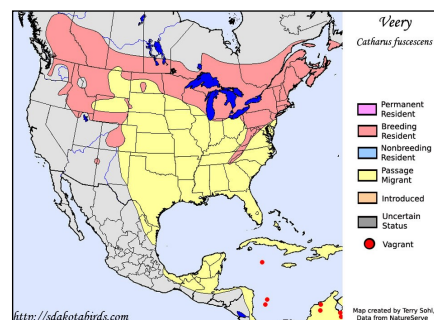 Veery
Catharus fuscescens
Permanent
Resident
Breeding
Resident
Nonbreeding
Resident
Passage
Migrant
Introduced
Uncertain
Status
Vagrant
Map created by Terry Sohl,
Data from NatureServe
http://sdakotabirds.com